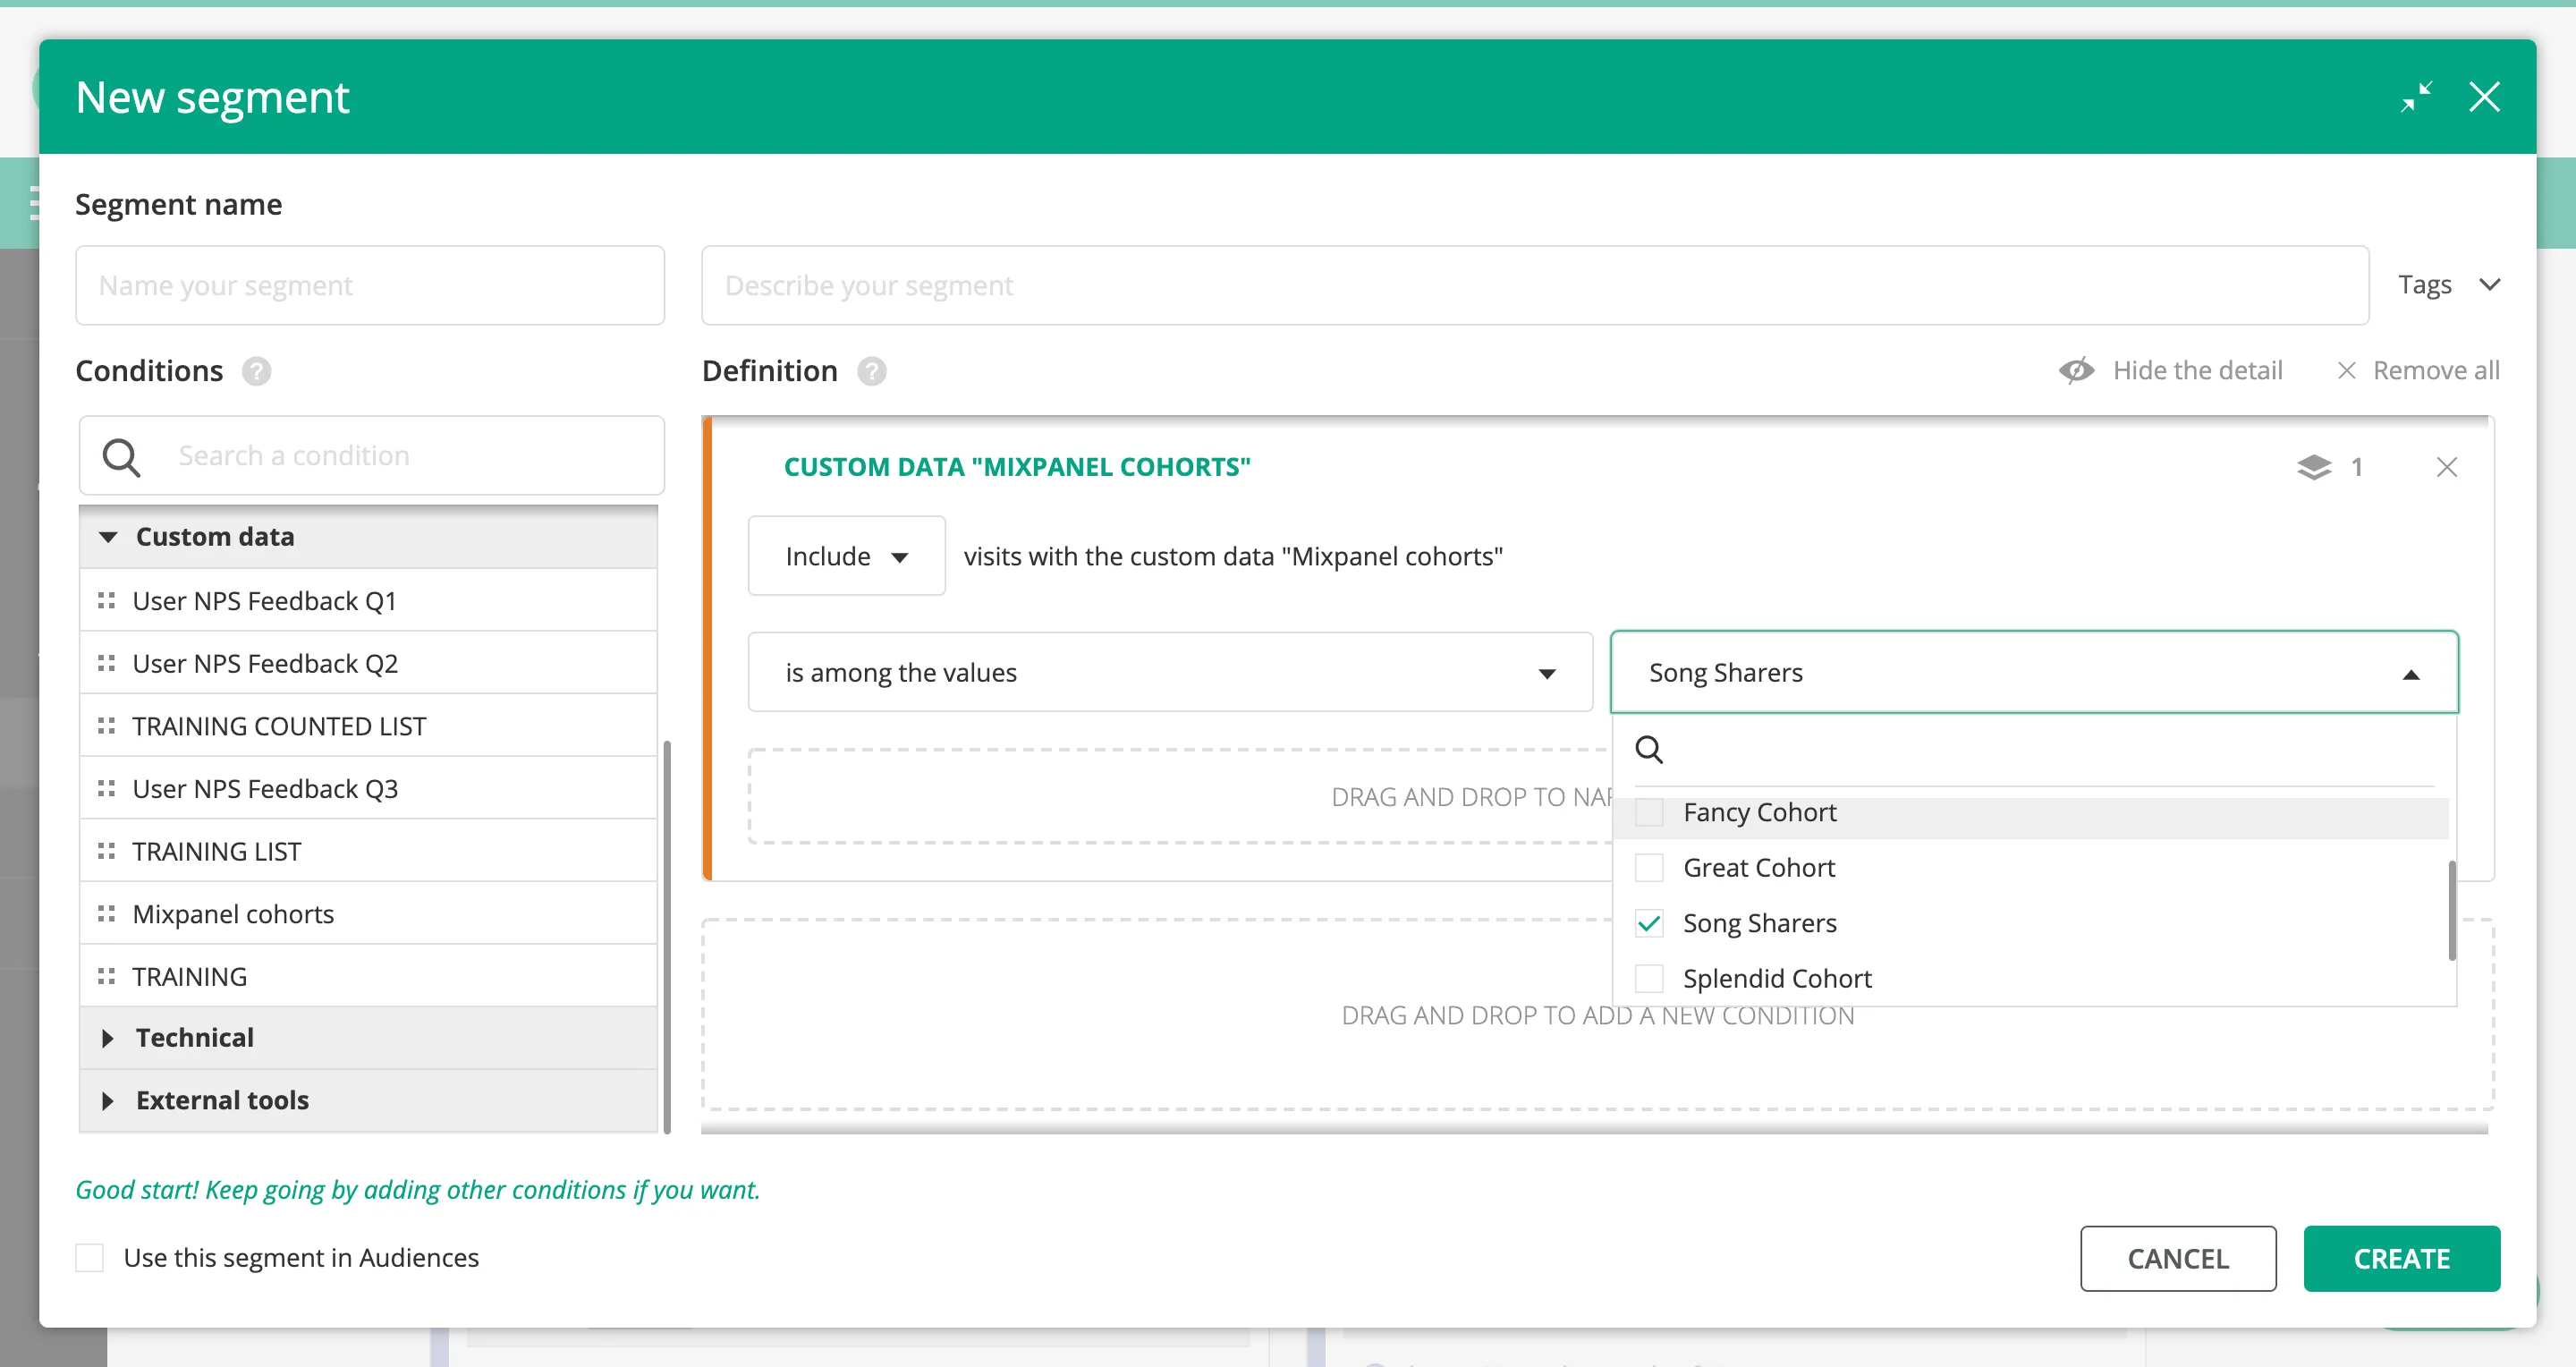 New segment
Segment name
Name your segment
Describe your segment
Tags
Conditions ?
Definition ?
Hide the detail
Remove all
Search a condition
Custom data
User NPS Feedback Q1
User NPS Feedback Q2
TRAINING COUNTED LIST
User NPS Feedback Q3
TRAINING LIST
Mixpanel cohorts
TRAINING
Technical
External tools
CUSTOM DATA "MIXPANEL COHORTS"
1
Include
visits with the custom data "Mixpanel cohorts"
is among the values
Song Sharers
DRAG AND DROP TO
Fancy Cohort
Great Cohort
Song Sharers
Splendid Cohort
DRAG AND DROP TO ADD A NEW CONDITION
Good start! Keep going by adding other conditions if you want.
Use this segment in Audiences
CANCEL
CREATE